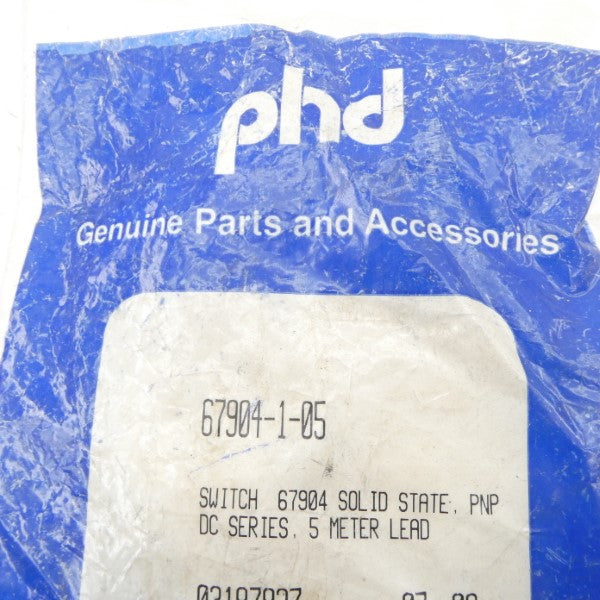 phd
Genuine Parts and Accessories
67904-1-05
SWITCH 67904 SOLID STATE, PNP
DC SERIES, 5 METER LEAD